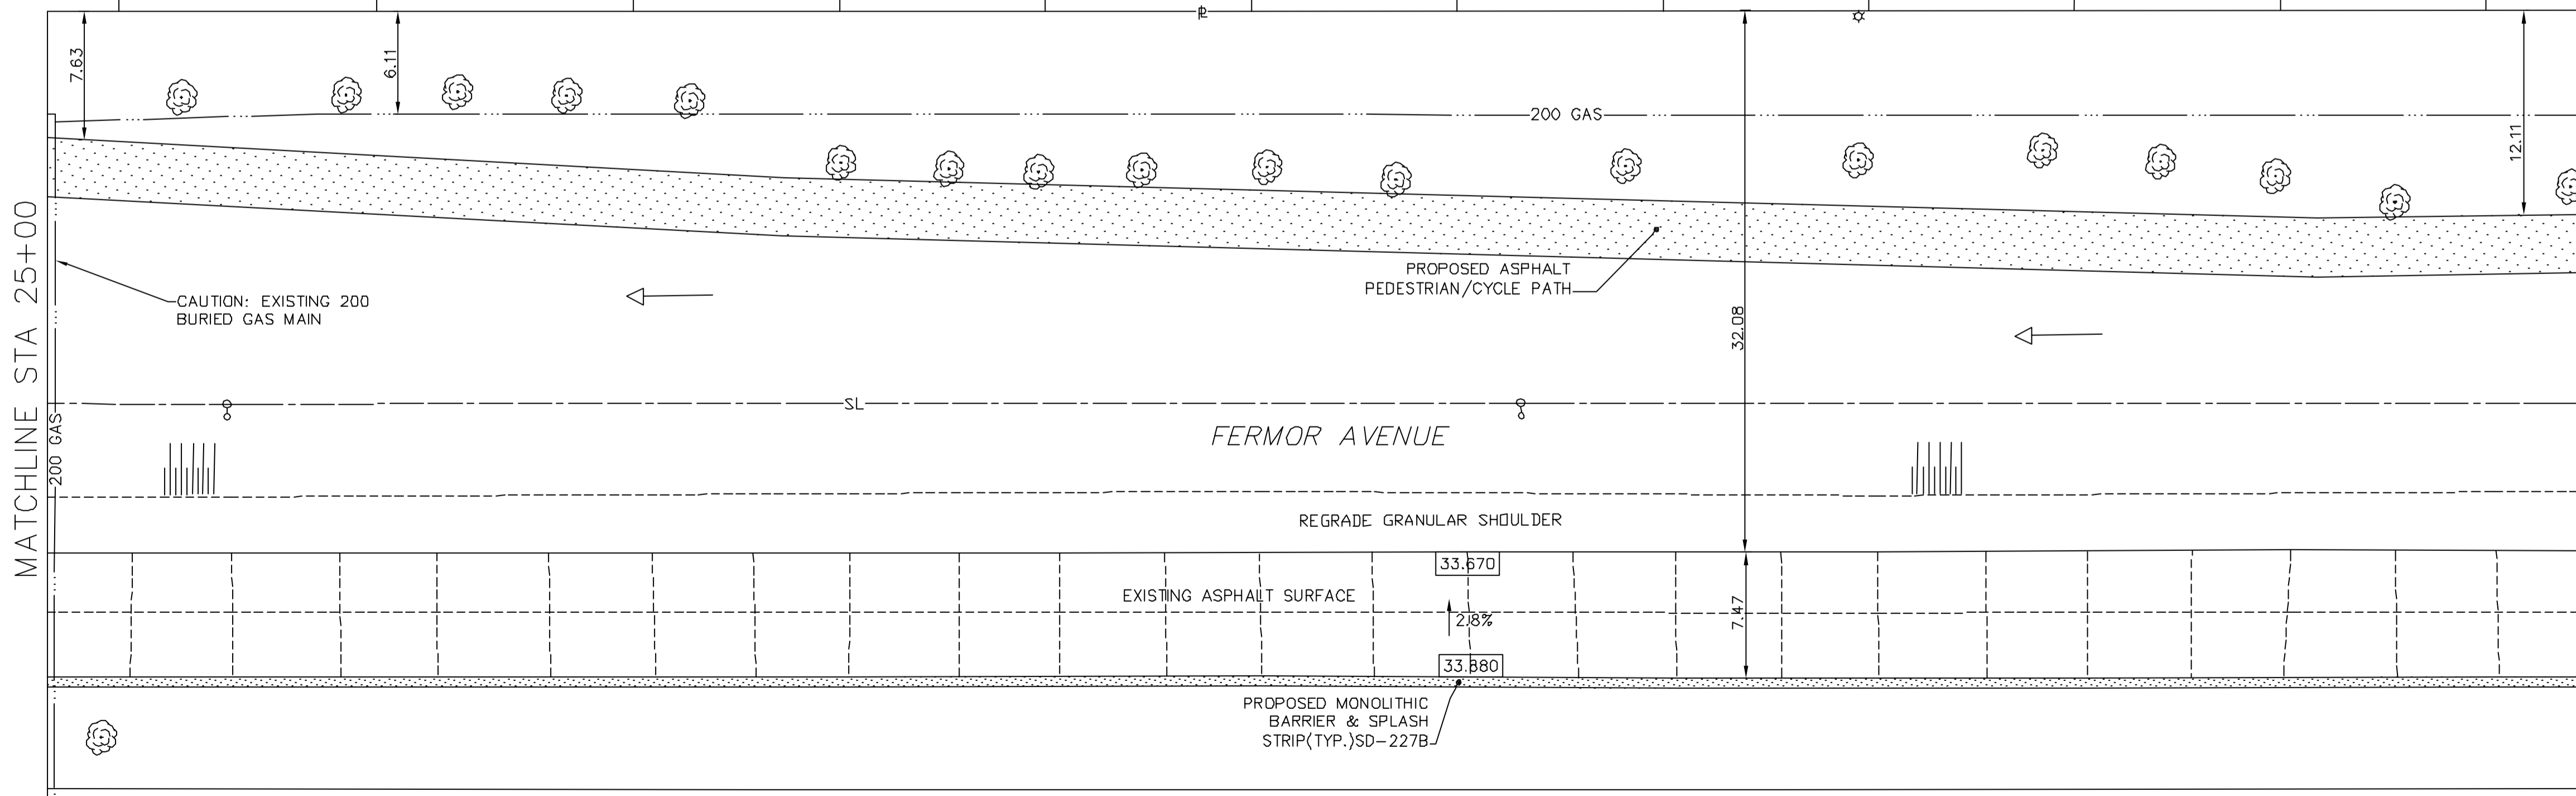 PL
7.63
6.11
200 GAS
12.11
PROPOSED ASPHALT
PEDESTRIAN/CYCLE PATH
CAUTION: EXISTING 200
BURIED GAS MAIN
32.08
MATCHLINE STA 25+00
200 GAS
SL
FERMOR AVENUE
REGRADE GRANULAR SHOULDER
33.670
EXISTING ASPHALT SURFACE
2.8%
7.47
33.880
PROPOSED MONOLITHIC
BARRIER & SPLASH
STRIP(TYP.)SD-227B